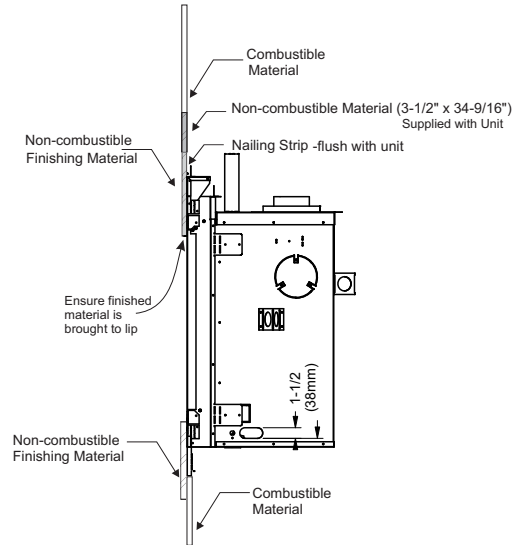 Combustible
Material
Non-combustible Material (3-1/2" x 34-9/16")
Supplied with Unit
Non-combustible
Finishing Material
Nailing Strip -flush with unit
Ensure finished
material is
brought to lip
1-1/2
(38mm)
Non-combustible
Finishing Material
Combustible
Material